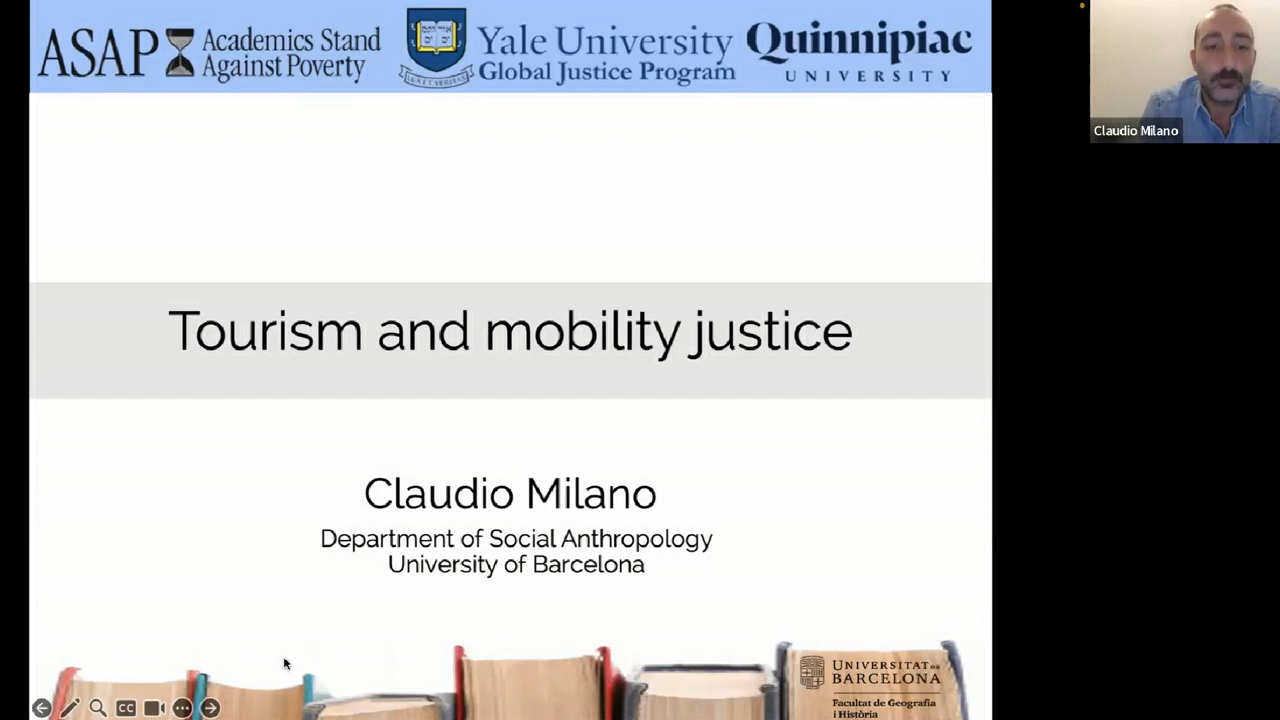 ASAP Academics Stand
Against Poverty
Yale University
Global Justice Program
Quinnipiac
UNIVERSITY
Claudio Milano
Tourism and mobility justice
Claudio Milano
Department of Social Anthropology
University of Barcelona
UNIVERSITAT DE
BARCELONA
Facultat de Geografia
i Història
CC